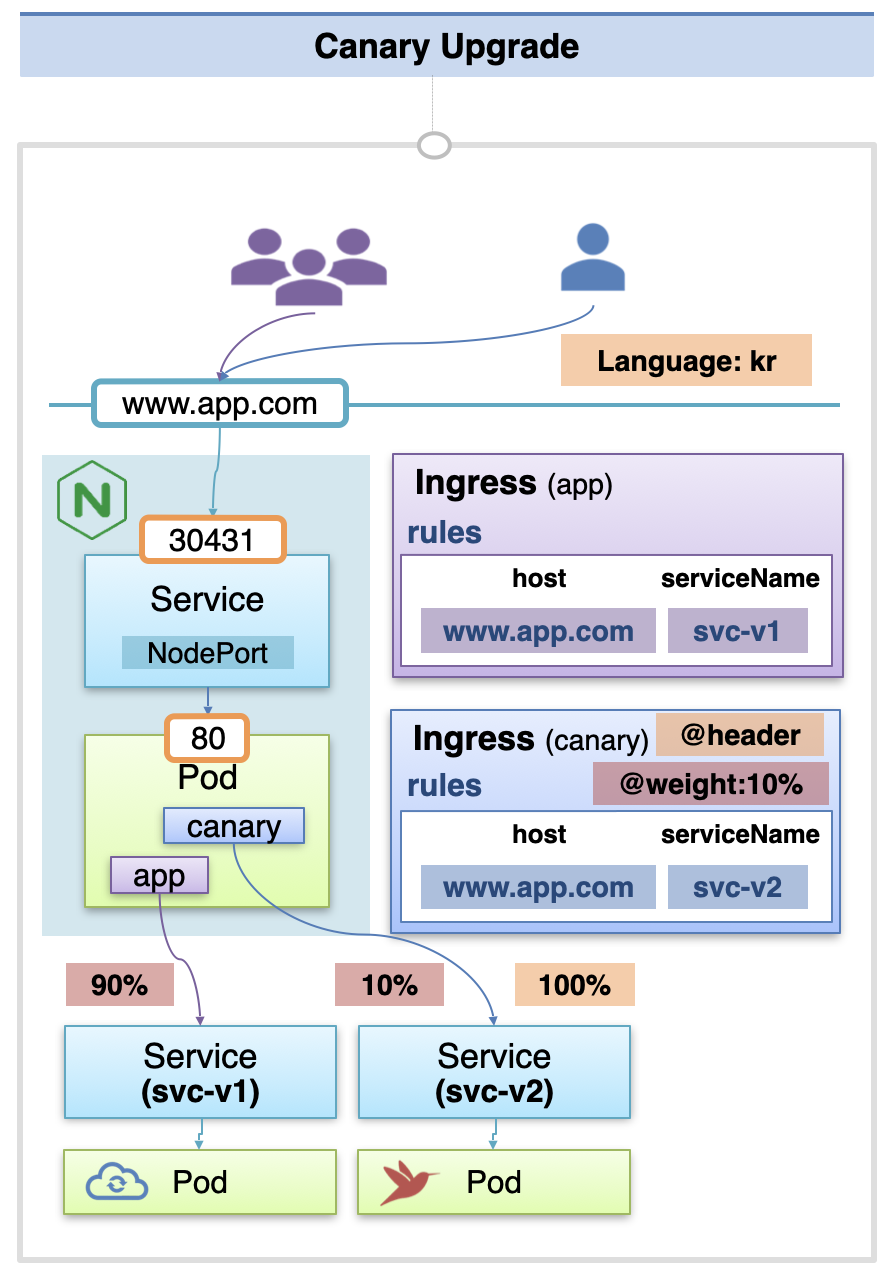 Canary Upgrade
Language: kr
www.app.com
N
30431
Service
NodePort
80
Pod
canary
app
Ingress (app)
rules
host serviceName
www.app.com svc-v1
Ingress (canary) @header
rules @weight:10%
host serviceName
www.app.com svc-v2
90% 10% 100%
Service
(svc-v1)
Service
(svc-v2)
Pod
Pod